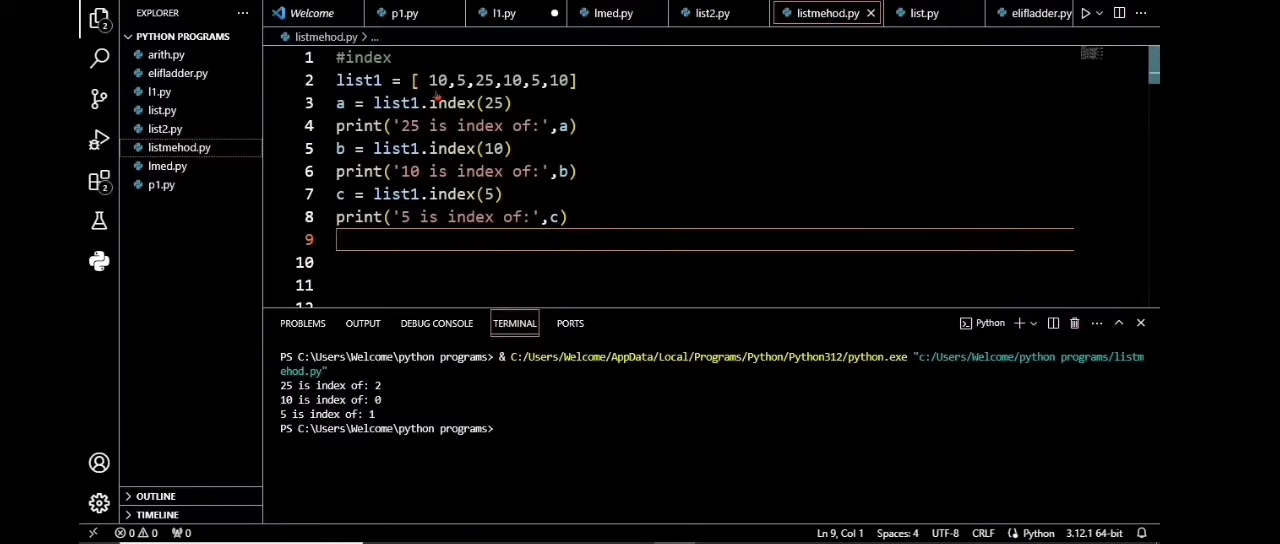 Welcome
p1.py
l1.py
lmed.py
list2.py
listmehod.py
list.py
elifladder.py
EXPLORER
PYTHON PROGRAMS
arith.py
elifladder.py
l1.py
list.py
list2.py
listmehod.py
lmed.py
p1.py
OUTLINE
TIMELINE
2
2
listmehod.py > ...
1 #index
2 list1 = [ 10,5,25,10,5,10]
3 a = list1.index(25)
4 print('25 is index of:',a)
5 b = list1.index(10)
6 print('10 is index of:',b)
7 c = list1.index(5)
8 print('5 is index of:',c)
9
10
11
12
PROBLEMS OUTPUT DEBUG CONSOLE TERMINAL PORTS
Python
PS C:\Users\Welcome\python programs> & C:/Users/Welcome/AppData/Local/Programs/Python/Python312/python.exe "c:/Users/Welcome/python programs/listm
ehod.py"
25 is index of: 2
10 is index of: 0
5 is index of: 1
PS C:\Users\Welcome\python programs>
0 0 0 Ln 9, Col 1 Spaces: 4 UTF-8 CRLF Python 3.12.1 64-bit